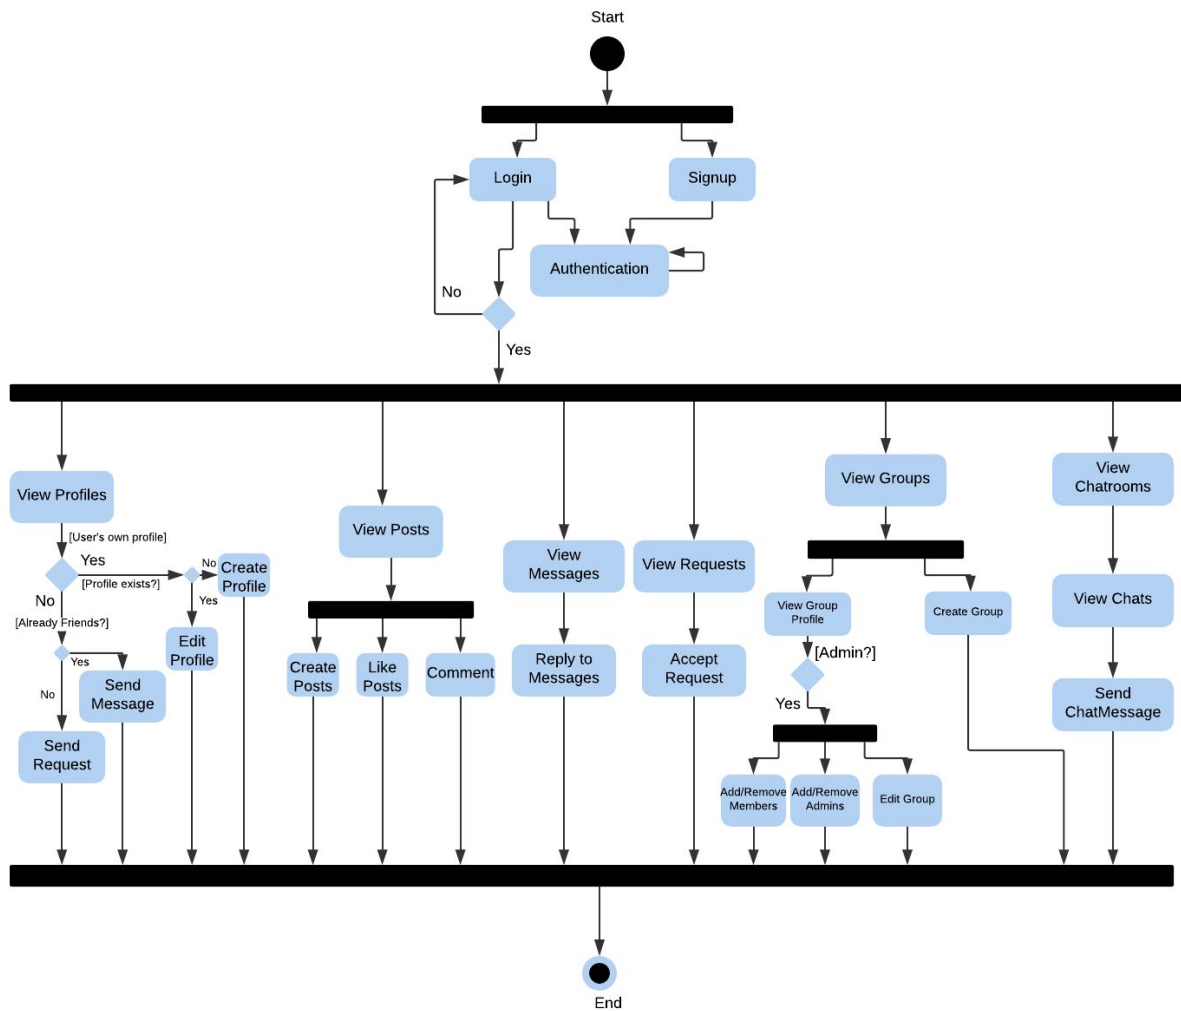 Start
Login
Signup
Authentication
No
Yes
View Profiles
[User's own profile]
Yes
[Profile exists?]
No
Create
Profile
Yes
Edit
Profile
No
[Already Friends?]
Yes
Send
Message
No
Send
Request
View Posts
Create
Posts
Like
Posts
Comment
View
Messages
Reply to
Messages
View Requests
Accept
Request
View Groups
View Group
Profile
Create Group
[Admin?]
Yes
Add/Remove
Members
Add/Remove
Admins
Edit Group
View
Chatrooms
View Chats
Send
ChatMessage
End